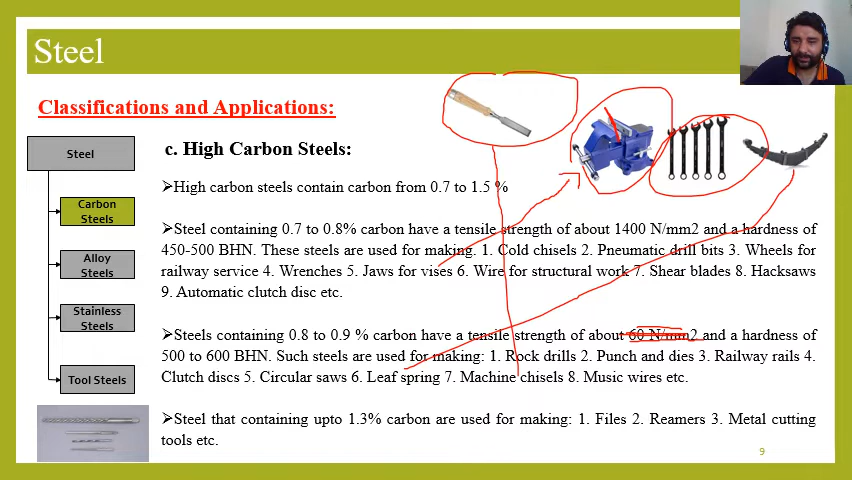 Steel
Classifications and Applications:
Steel
Carbon
Steels
Alloy
Steels
Stainless
Steels
Tool Steels
c. High Carbon Steels:
➢High carbon steels contain carbon from 0.7 to 1.5 %
➢Steel containing 0.7 to 0.8% carbon have a tensile strength of about 1400 N/mm2 and a hardness of
450-500 BHN. These steels are used for making. 1. Cold chisels 2. Pneumatic drill bits 3. Wheels for
railway service 4. Wrenches 5. Jaws for vises 6. Wire for structural work 7. Shear blades 8. Hacksaws
9. Automatic clutch disc etc.
➢Steels containing 0.8 to 0.9 % carbon have a tensile strength of about 60 N/mm2 and a hardness of
500 to 600 BHN. Such steels are used for making: 1. Rock drills 2. Punch and dies 3. Railway rails 4.
Clutch discs 5. Circular saws 6. Leaf spring 7. Machine chisels 8. Music wires etc.
➢Steel that containing upto 1.3% carbon are used for making: 1. Files 2. Reamers 3. Metal cutting
tools etc.
9